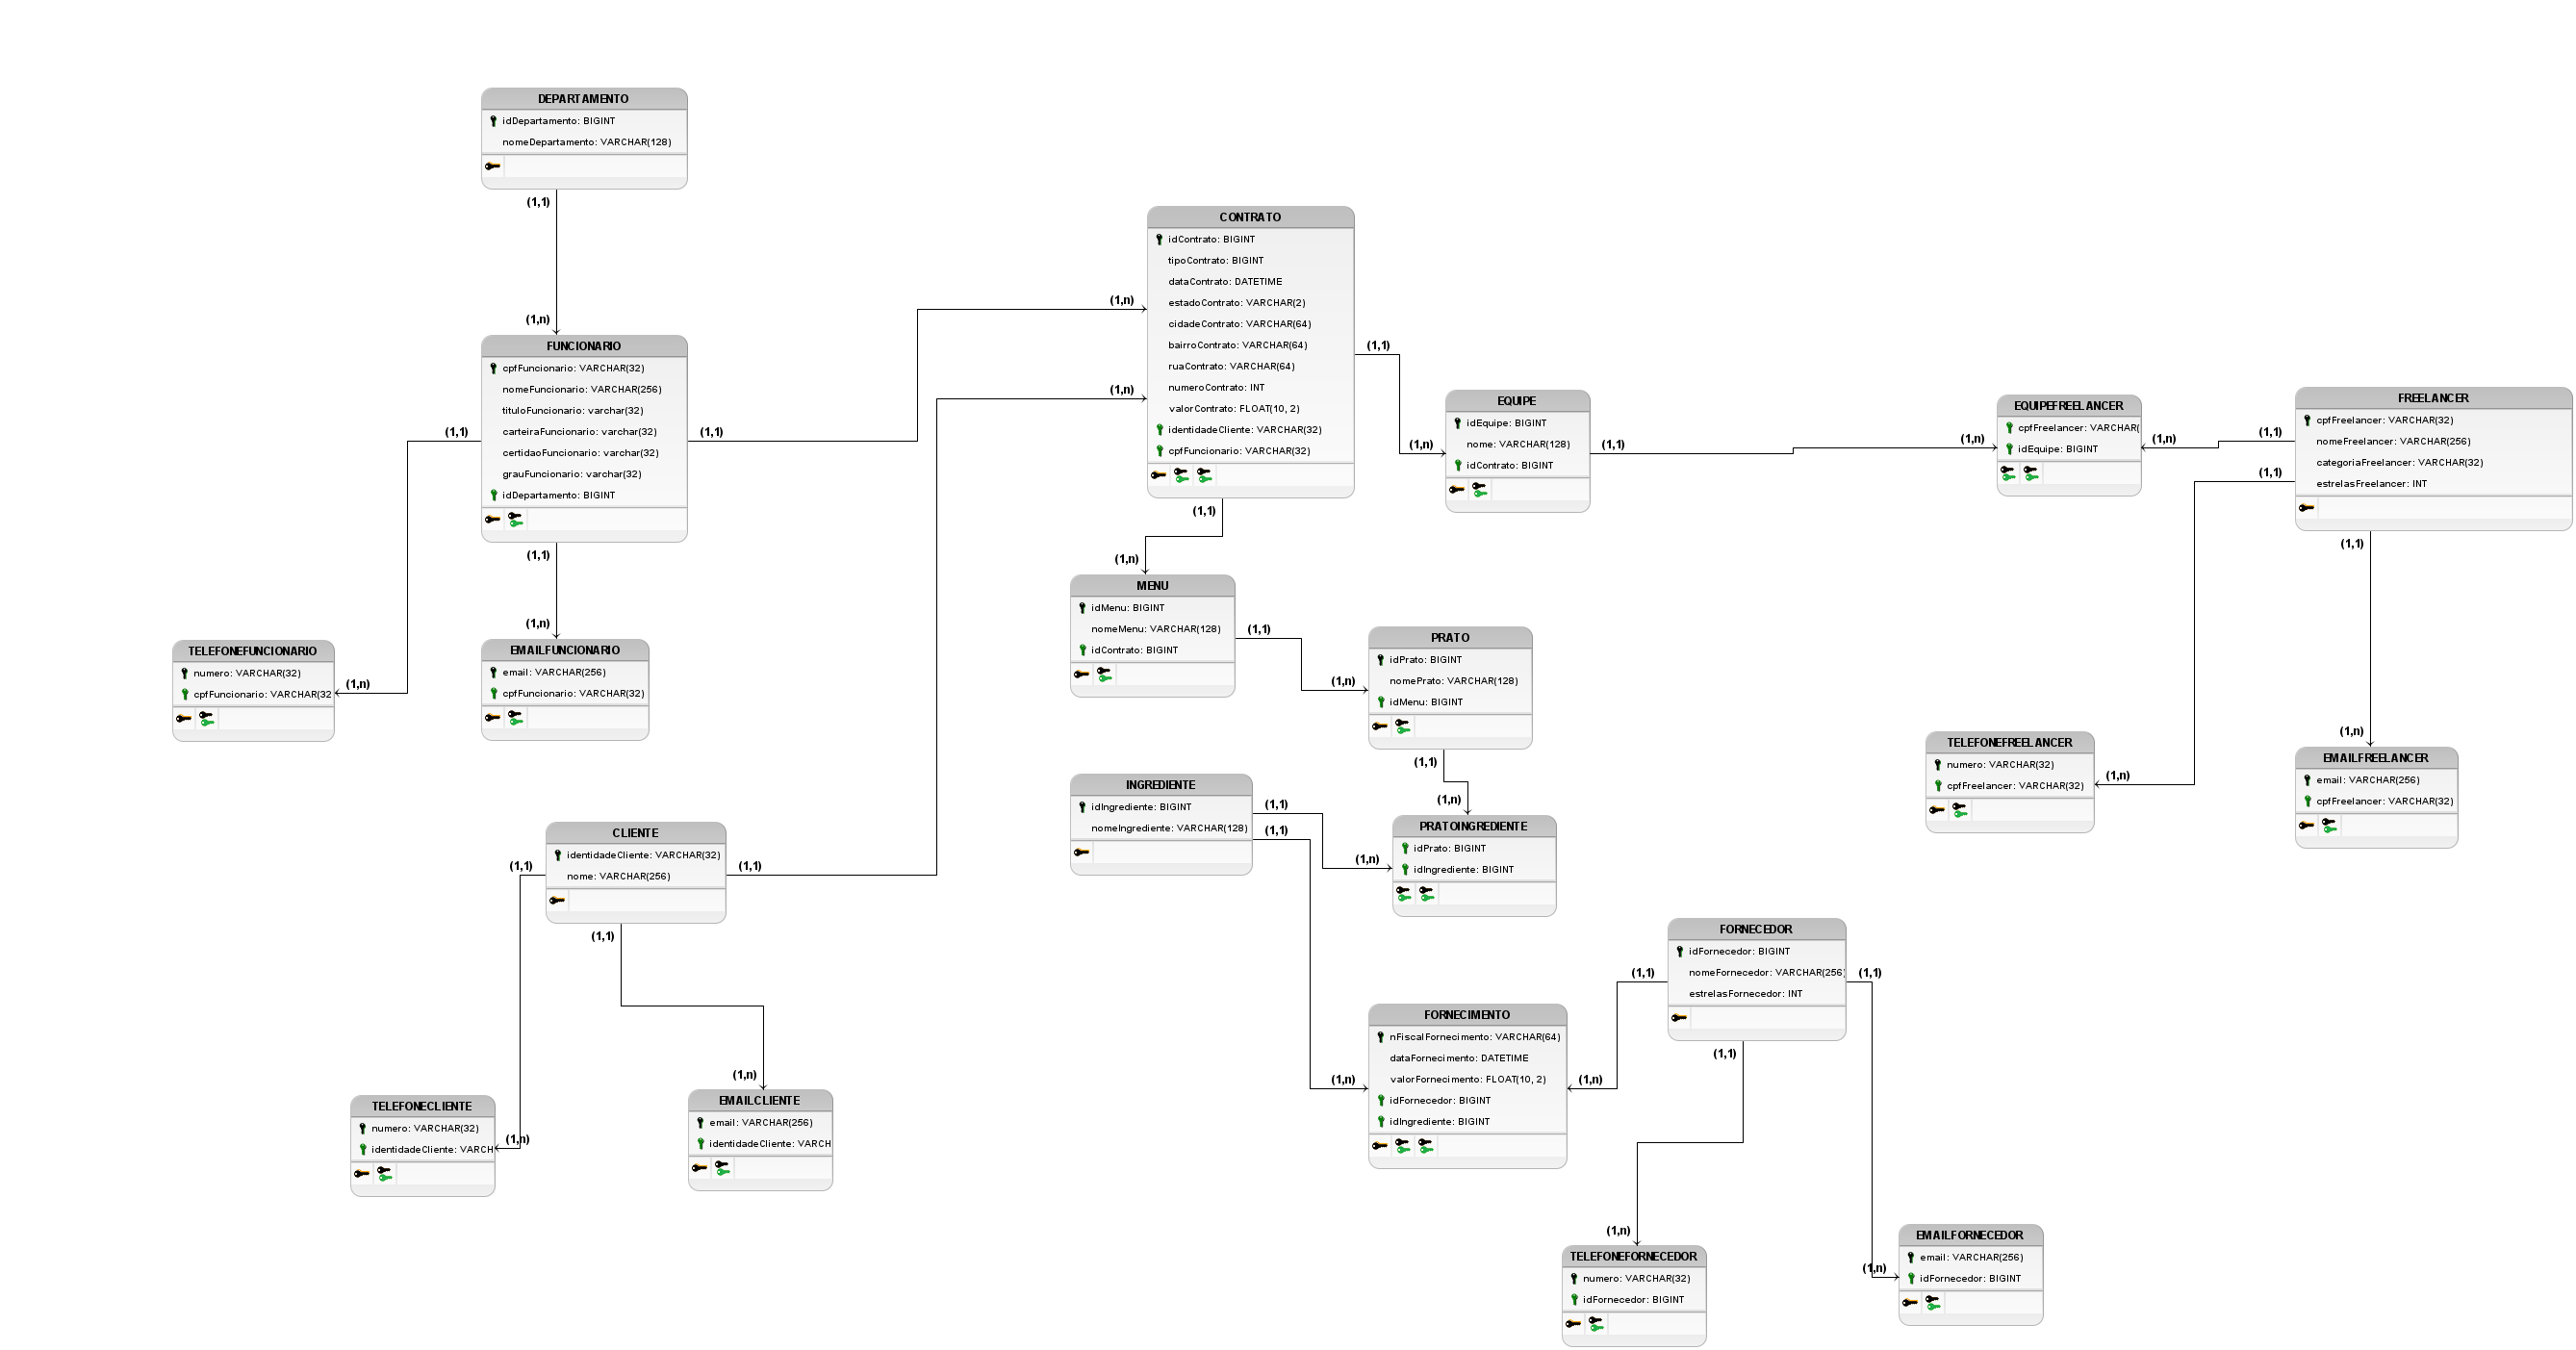 DEPARTAMENTO
idDepartamento: BIGINT
nomeDepartamento: VARCHAR(128)
(1,1)
(1,n)
FUNCIONARIO
cpfFuncionario: VARCHAR(32)
nomeFuncionario: VARCHAR(256)
tituloFuncionario: varchar(32)
carteiraFuncionario: varchar(32)
certidaoFuncionario: varchar(32)
grauFuncionario: varchar(32)
idDepartamento: BIGINT
(1,1)
(1,1)
(1,1)
(1,n)
(1,n)
TELEFONEFUNCIONARIO
numero: VARCHAR(32)
cpfFuncionario: VARCHAR(32
EMAILFUNCIONARIO
email: VARCHAR(256)
cpfFuncionario: VARCHAR(32)
CONTRATO
idContrato: BIGINT
tipoContrato: BIGINT
dataContrato: DATETIME
estadoContrato: VARCHAR(2)
cidadeContrato: VARCHAR(64)
bairroContrato: VARCHAR(64)
ruaContrato: VARCHAR(64)
numeroContrato: INT
valorContrato: FLOAT(10, 2)
identidadeCliente: VARCHAR(32)
cpfFuncionario: VARCHAR(32)
(1,n)
(1,n)
(1,1)
(1,1)
(1,n)
EQUIPE
idEquipe: BIGINT
nome: VARCHAR(128)
idContrato: BIGINT
(1,1)
(1,n)
EQUIPEFREELANCER
cpfFreelancer: VARCHAR(
idEquipe: BIGINT
(1,n)
(1,1)
(1,1)
FREELANCER
cpfFreelancer: VARCHAR(32)
nomeFreelancer: VARCHAR(256)
categoriaFreelancer: VARCHAR(32)
estrelasFreelancer: INT
(1,1)
(1,n)
MENU
idMenu: BIGINT
nomeMenu: VARCHAR(128)
idContrato: BIGINT
(1,1)
(1,n)
PRATO
idPrato: BIGINT
nomePrato: VARCHAR(128)
idMenu: BIGINT
(1,1)
(1,n)
TELEFONEFREELANCER
numero: VARCHAR(32)
cpfFreelancer: VARCHAR(32)
(1,n)
(1,n)
EMAILFREELANCER
email: VARCHAR(256)
cpfFreelancer: VARCHAR(32)
INGREDIENTE
idIngrediente: BIGINT
nomeIngrediente: VARCHAR(128)
(1,1)
(1,1)
(1,n)
PRATOINGREDIENTE
idPrato: BIGINT
idIngrediente: BIGINT
CLIENTE
identidadeCliente: VARCHAR(32)
nome: VARCHAR(256)
(1,1)
(1,1)
(1,1)
(1,n)
(1,n)
TELEFONECLIENTE
numero: VARCHAR(32)
identidadeCliente: VARCH
EMAILCLIENTE
email: VARCHAR(256)
identidadeCliente: VARCH
FORNECEDOR
idFornecedor: BIGINT
nomeFornecedor: VARCHAR(256)
estrelasFornecedor: INT
(1,1)
(1,1)
(1,1)
FORNECIMENTO
nFiscalFornecimento: VARCHAR(64)
dataFornecimento: DATETIME
valorFornecimento: FLOAT(10, 2)
idFornecedor: BIGINT
idIngrediente: BIGINT
(1,n)
(1,n)
(1,n)
TELEFONEFORNECEDOR
numero: VARCHAR(32)
idFornecedor: BIGINT
(1,n)
EMAILFORNECEDOR
email: VARCHAR(256)
idFornecedor: BIGINT